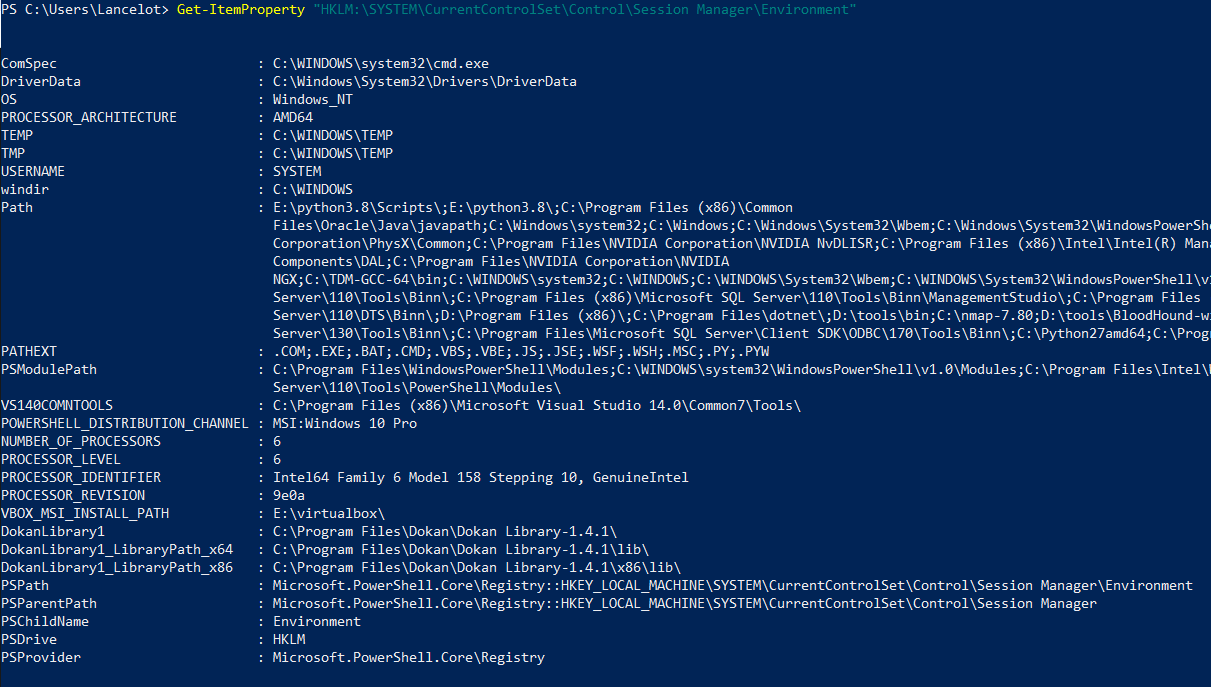 PS C:\Users\Lancelot> Get-ItemProperty "HKLM:\SYSTEM\CurrentControlSet\Control\Session Manager\Environment"
ComSpec : C:\WINDOWS\system32\cmd.exe
DriverData : C:\Windows\System32\Drivers\DriverData
OS : Windows_NT
PROCESSOR_ARCHITECTURE : AMD64
TEMP : C:\WINDOWS\TEMP
TMP : C:\WINDOWS\TEMP
USERNAME : SYSTEM
windir : C:\WINDOWS
Path : E:\python3.8\Scripts\;E:\python3.8\;C:\Program Files (x86)\Common
Files\Oracle\Java\javapath;C:\Windows\system32;C:\Windows;C:\Windows\System32\Wbem;C:\Windows\System32\WindowsPowerShe
Corporation\PhysX\Common;C:\Program Files\NVIDIA Corporation\NVIDIA NvDLISR;C:\Program Files (x86)\Intel\Intel(R) Mana
Components\DAL;C:\Program Files\NVIDIA Corporation\NVIDIA
NGX;C:\TDM-GCC-64\bin;C:\WINDOWS\system32;C:\WINDOWS;C:\WINDOWS\System32\Wbem;C:\WINDOWS\System32\WindowsPowerShell\v1
Server\110\Tools\Binn\;C:\Program Files (x86)\Microsoft SQL Server\110\Tools\Binn\ManagementStudio\;C:\Program Files
Server\110\DTS\Binn\;D:\Program Files (x86)\;C:\Program Files\dotnet\;D:\tools\bin;C:\nmap-7.80;D:\tools\BloodHound-wi
Server\130\Tools\Binn\;C:\Program Files\Microsoft SQL Server\Client SDK\ODBC\170\Tools\Binn\;C:\Python27amd64;C:\Progr
PATHEXT : .COM;.EXE;.BAT;.CMD;.VBS;.VBE;.JS;.JSE;.WSF;.WSH;.MSC;.PY;.PYW
PSModulePath : C:\Program Files\WindowsPowerShell\Modules;C:\WINDOWS\system32\WindowsPowerShell\v1.0\Modules;C:\Program Files\Intel\W
Server\110\Tools\PowerShell\Modules\
VS140COMNTOOLS : C:\Program Files (x86)\Microsoft Visual Studio 14.0\Common7\Tools\
POWERSHELL_DISTRIBUTION_CHANNEL : MSI:Windows 10 Pro
NUMBER_OF_PROCESSORS : 6
PROCESSOR_LEVEL : 6
PROCESSOR_IDENTIFIER : Intel64 Family 6 Model 158 Stepping 10, GenuineIntel
PROCESSOR_REVISION : 9e0a
VBOX_MSI_INSTALL_PATH : E:\virtualbox\
DokanLibrary1 : C:\Program Files\Dokan\Dokan Library-1.4.1\
DokanLibrary1_LibraryPath_x64 : C:\Program Files\Dokan\Dokan Library-1.4.1\lib\
DokanLibrary1_LibraryPath_x86 : C:\Program Files\Dokan\Dokan Library-1.4.1\x86\lib\
PSPath : Microsoft.PowerShell.Core\Registry::HKEY_LOCAL_MACHINE\SYSTEM\CurrentControlSet\Control\Session Manager\Environment
PSParentPath : Microsoft.PowerShell.Core\Registry::HKEY_LOCAL_MACHINE\SYSTEM\CurrentControlSet\Control\Session Manager
PSChildName : Environment
PSDrive : HKLM
PSProvider : Microsoft.PowerShell.Core\Registry